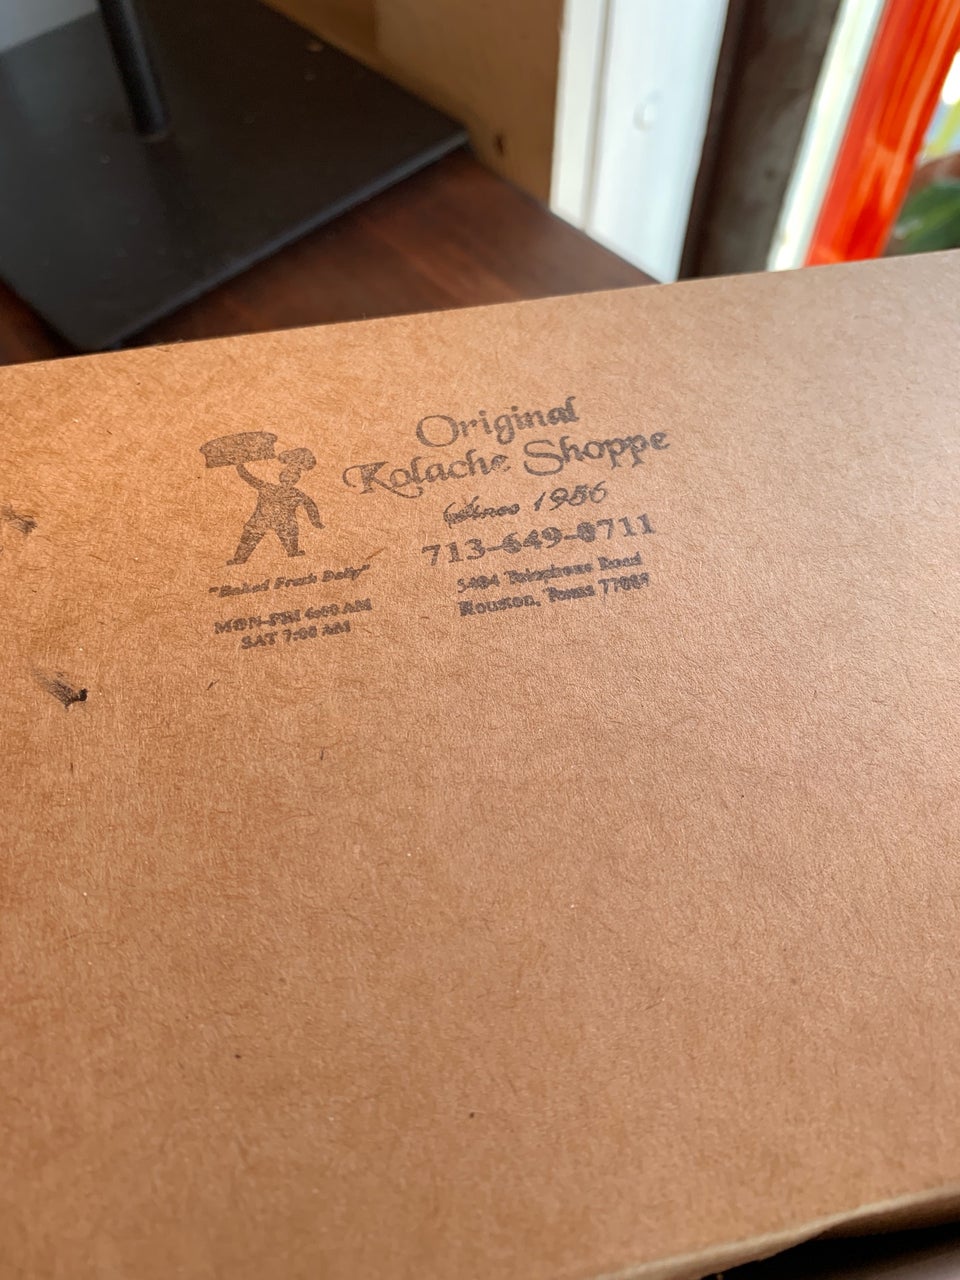 Original
Kolache Shoppe
Since 1956
713-649-0711
5404 Telephone Road
Houston, Texas 77087
"Baked Fresh Daily"
MON-FRI 6:00 AM
SAT 7:00 AM